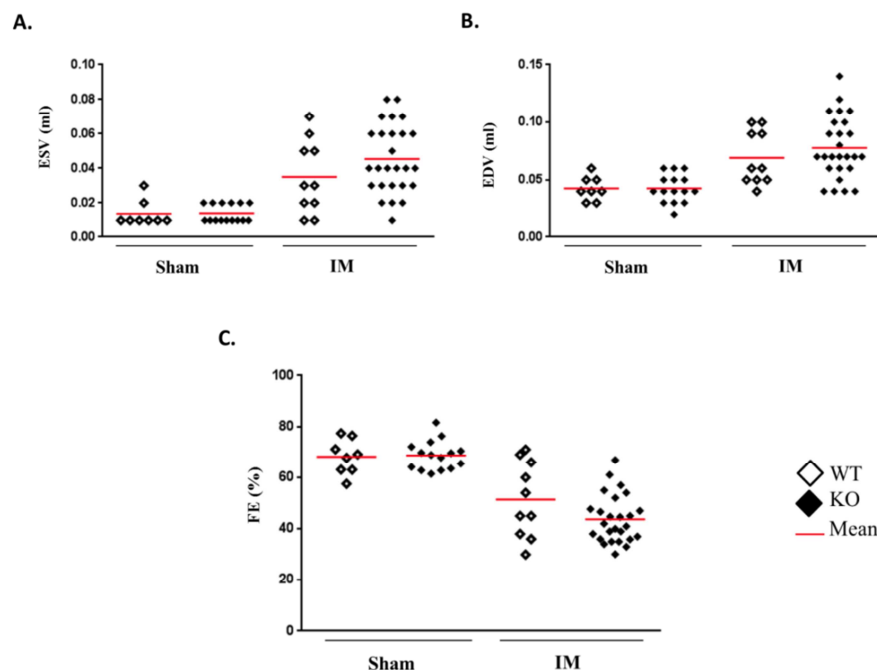 A.
ESV (ml)
0.10
0.08
0.06
0.04
0.02
0.00
Sham
IM
B.
EDV (ml)
0.15
0.10
0.05
0.00
Sham
IM
C.
FE (%)
100
80
60
40
20
0
Sham
IM
WT
KO
Mean